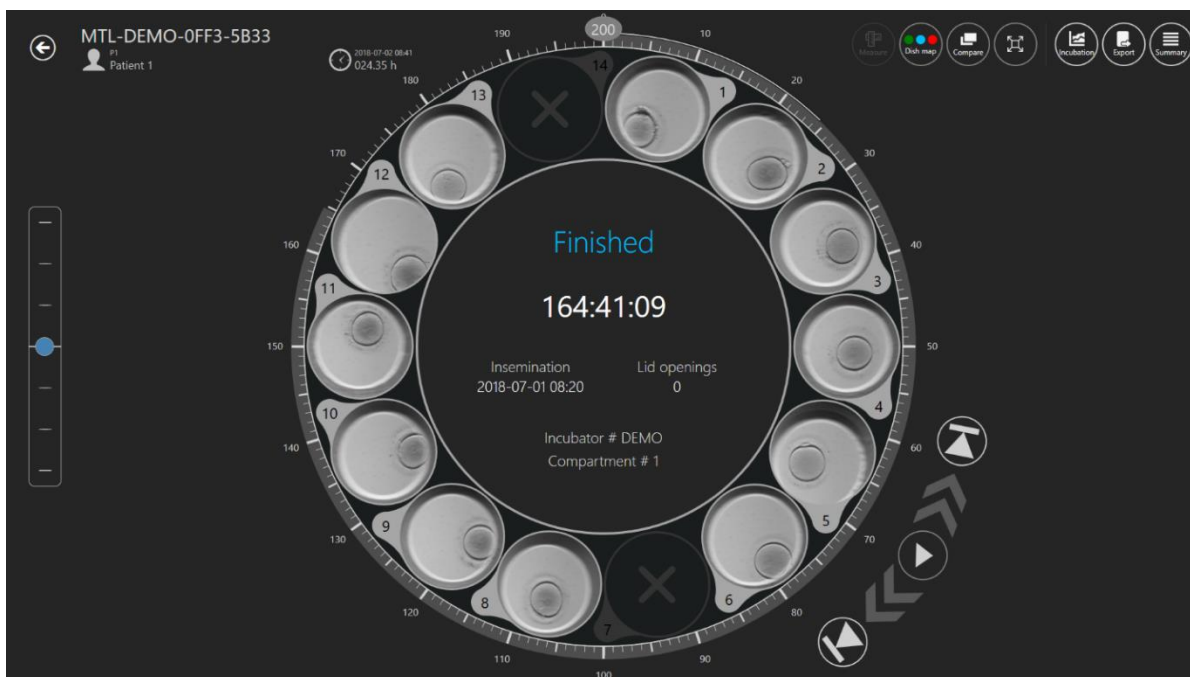 MTL-DEMO-0FF3-5B33
P1
Patient 1
2018-07-02 08:41
024.35 h
Measure
Dish map
Compare
Incubation
Export
Summary
200
10
20
30
40
50
60
70
80
90
100
110
120
130
140
150
160
170
180
190
1
2
3
4
5
6
7
8
9
10
11
12
13
14
Finished
164:41:09
Insemination
2018-07-01 08:20
Lid openings
0
Incubator # DEMO
Compartment # 1